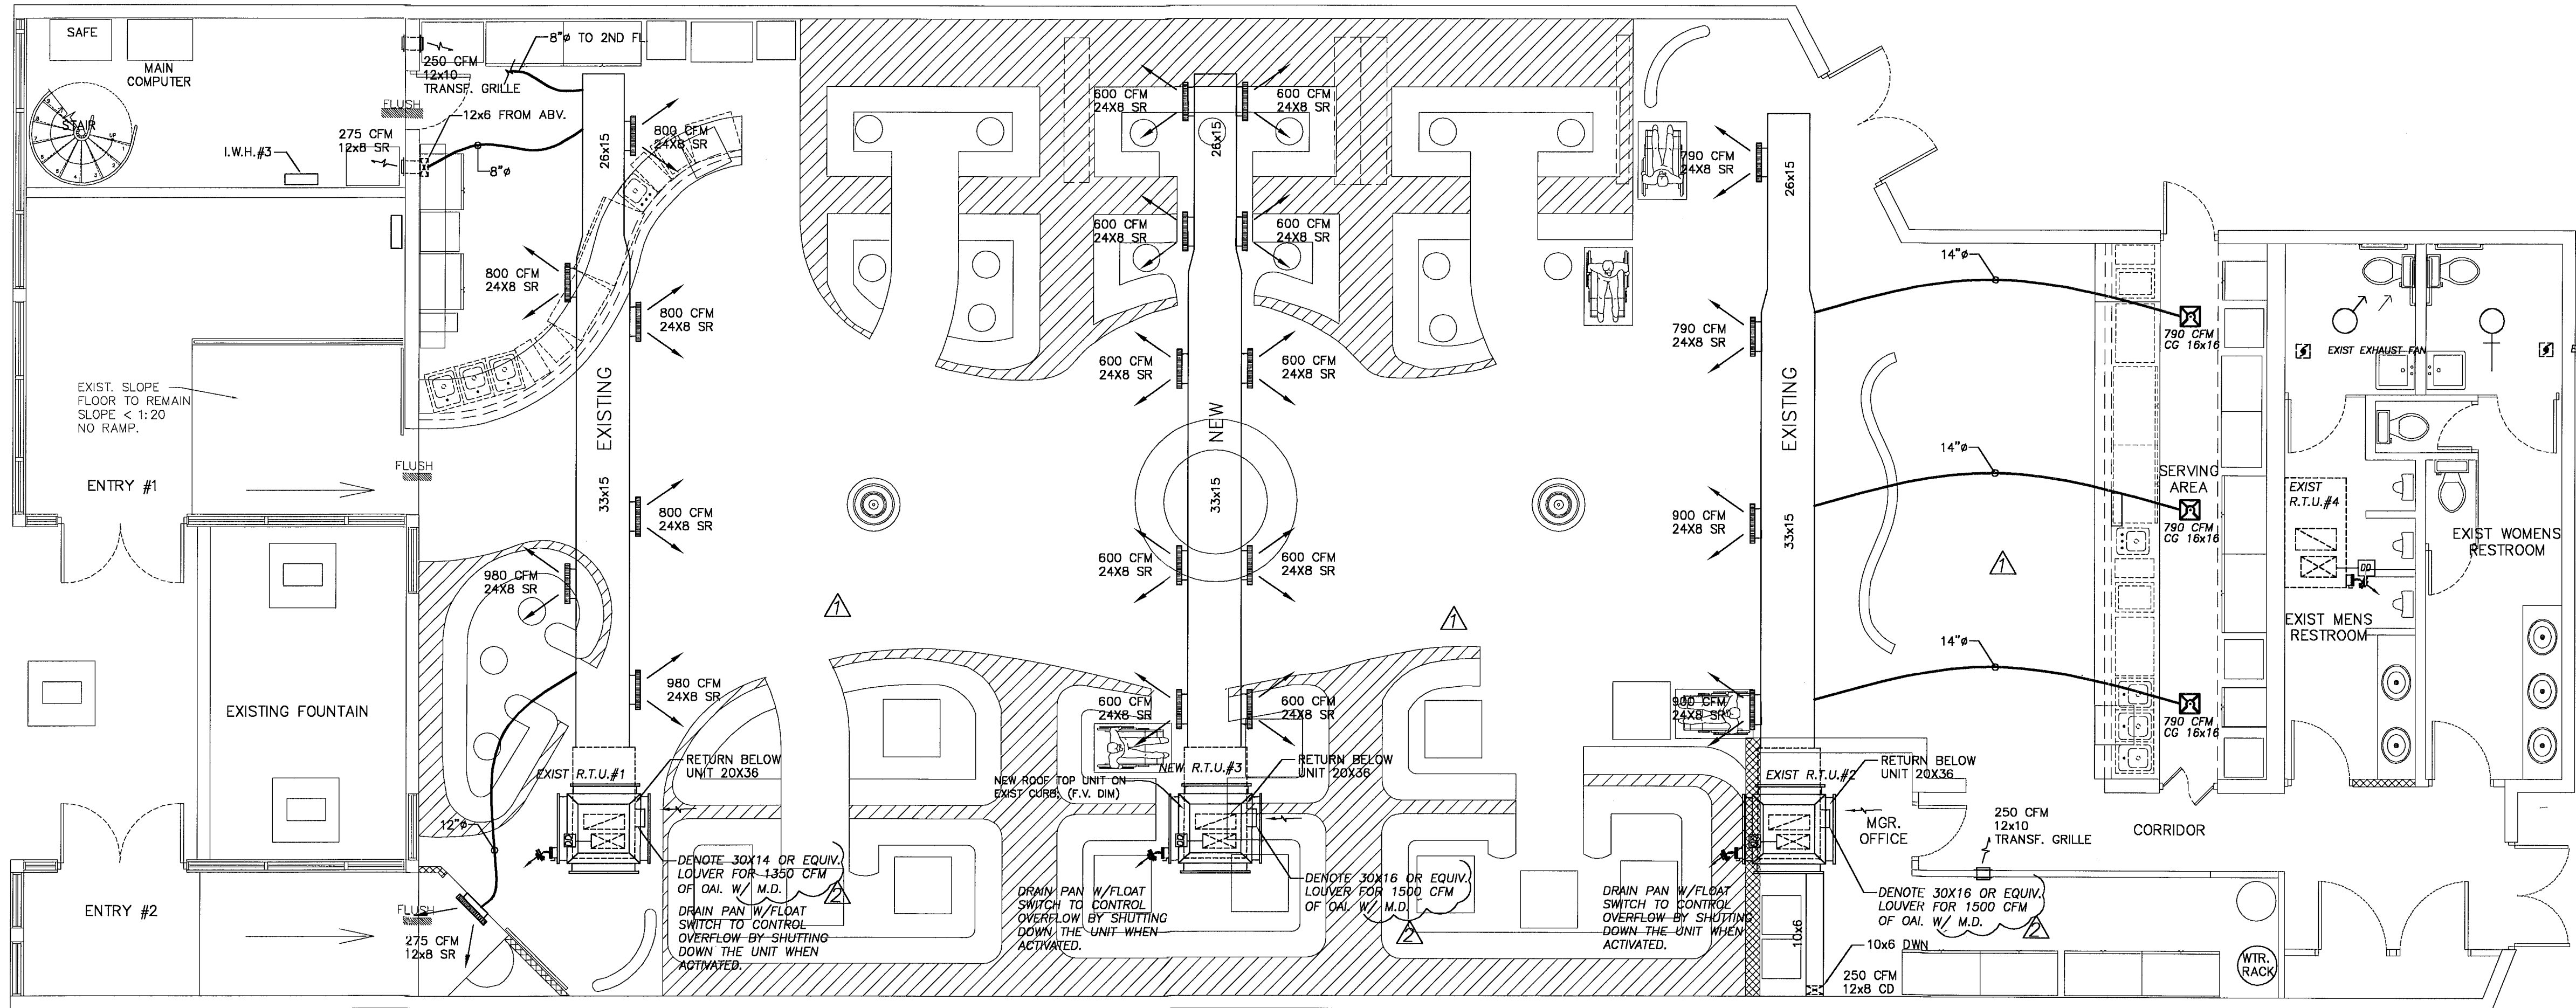 SAFE
MAIN
COMPUTER
STAIR
I.W.H.#3
FLUSH
250 CFM
12x10
TRANSF. GRILLE
8"ø TO 2ND FL.
12x6 FROM ABV.
275 CFM
12x8 SR
8"ø
26x15
800 CFM
24X8 SR
800 CFM
24X8 SR
800 CFM
24X8 SR
EXISTING
33x15
800 CFM
24X8 SR
980 CFM
24X8 SR
980 CFM
24X8 SR
EXIST. SLOPE
FLOOR TO REMAIN
SLOPE < 1:20
NO RAMP.
FLUSH
ENTRY #1
EXISTING FOUNTAIN
ENTRY #2
FLUSH
12"ø
275 CFM
12x8 SR
EXIST R.T.U.#1
RETURN BELOW
UNIT 20X36
DENOTE 30X14 OR EQUIV.
LOUVER FOR 1350 CFM
OF OAI. W/ M.D.
2
DRAIN PAN W/FLOAT
SWITCH TO CONTROL
OVERFLOW BY SHUTTING
DOWN THE UNIT WHEN
ACTIVATED.
1
600 CFM
24X8 SR
600 CFM
24X8 SR
26x15
600 CFM
24X8 SR
600 CFM
24X8 SR
600 CFM
24X8 SR
600 CFM
24X8 SR
NEW
33x15
600 CFM
24X8 SR
600 CFM
24X8 SR
600 CFM
24X8 SR
600 CFM
24X8 SR
NEW R.T.U.#3
NEW ROOF TOP UNIT ON
EXIST CURB. (F.V. DIM)
RETURN BELOW
UNIT 20X36
DENOTE 30X16 OR EQUIV.
LOUVER FOR 1500 CFM
OF OAI. W/ M.D.
2
DRAIN PAN W/FLOAT
SWITCH TO CONTROL
OVERFLOW BY SHUTTING
DOWN THE UNIT WHEN
ACTIVATED.
1
790 CFM
24X8 SR
26x15
790 CFM
24X8 SR
EXISTING
900 CFM
24X8 SR
33x15
900 CFM
24X8 SR
EXIST R.T.U.#2
RETURN BELOW
UNIT 20X36
MGR.
OFFICE
DENOTE 30X16 OR EQUIV.
LOUVER FOR 1500 CFM
OF OAI. W/ M.D.
2
DRAIN PAN W/FLOAT
SWITCH TO CONTROL
OVERFLOW BY SHUTTING
DOWN THE UNIT WHEN
ACTIVATED.
10x6
10x6 DWN
250 CFM
12x8 CD
250 CFM
12x10
TRANSF. GRILLE
CORRIDOR
WTR.
RACK
14"ø
790 CFM
CG 16x16
14"ø
SERVING
AREA
790 CFM
CG 16x16
1
14"ø
790 CFM
CG 16x16
EXIST EXHAUST FAN
E
EXIST
R.T.U.#4
EXIST WOMENS
RESTROOM
EXIST MENS
RESTROOM